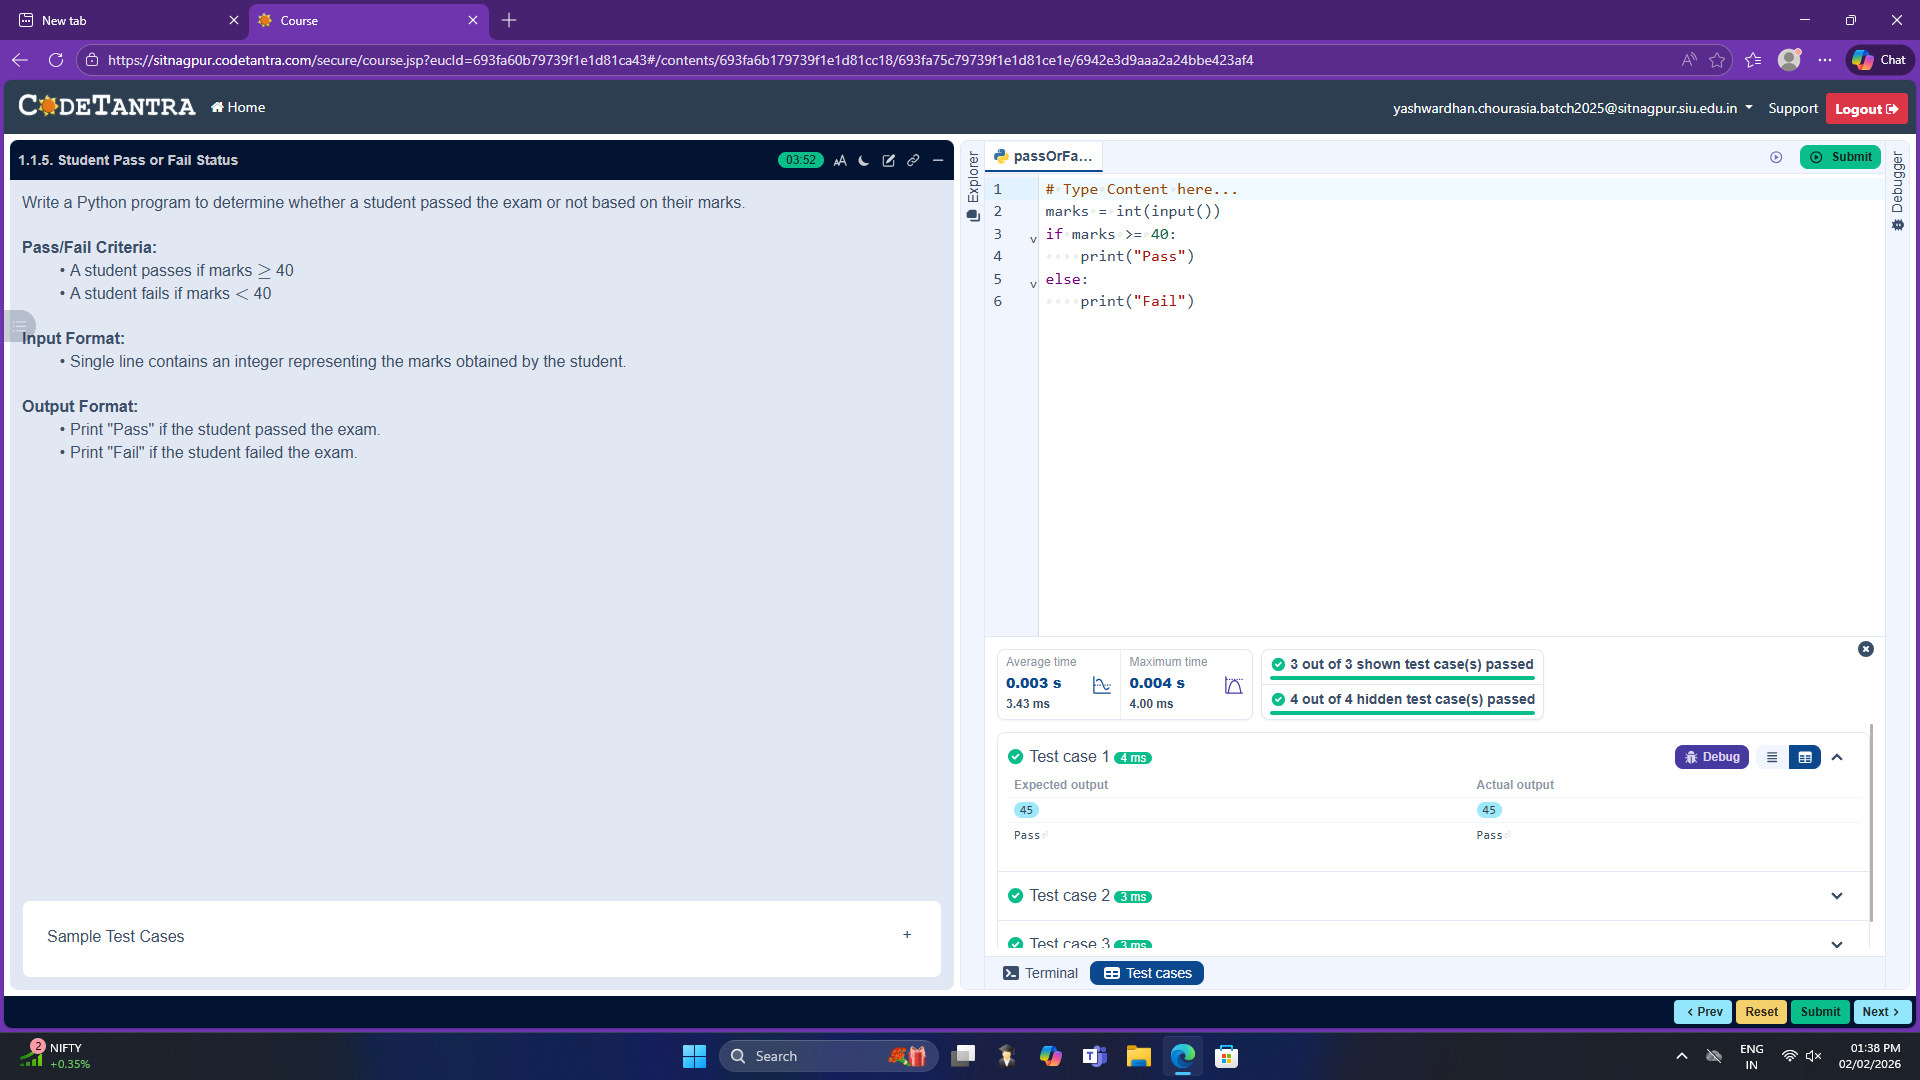 New tab
Course
https://sitnagpur.codetantra.com/secure/course.jsp?eucId=693fa60b79739f1e1d81ca43#/contents/693fa6b179739f1e1d81cc18/693fa75c79739f1e1d81ce1e/6942e3d9aaa2a24bbe423af4
Chat
CODETANTRA
Home
yashwardhan.chourasia.batch2025@sitnagpur.siu.edu.in
Support
Logout
1.1.5. Student Pass or Fail Status
03:52
AA
Write a Python program to determine whether a student passed the exam or not based on their marks.
Pass/Fail Criteria:
• A student passes if marks ≥ 40
• A student fails if marks < 40
Input Format:
• Single line contains an integer representing the marks obtained by the student.
Output Format:
• Print "Pass" if the student passed the exam.
• Print "Fail" if the student failed the exam.
Sample Test Cases
+
Explorer
passOrFa...
Submit
Debugger
1 # Type Content here...
2 marks = int(input())
3 if marks >= 40:
4 print("Pass")
5 else:
6 print("Fail")
Average time
0.003 s
3.43 ms
Maximum time
0.004 s
4.00 ms
3 out of 3 shown test case(s) passed
4 out of 4 hidden test case(s) passed
Test case 1 4 ms
Debug
Expected output
Actual output
45
45
Pass
Pass
Test case 2 3 ms
Test case 3 3 ms
Terminal
Test cases
< Prev
Reset
Submit
Next >
2
NIFTY
+0.35%
Search
ENG
IN
01:38 PM
02/02/2026